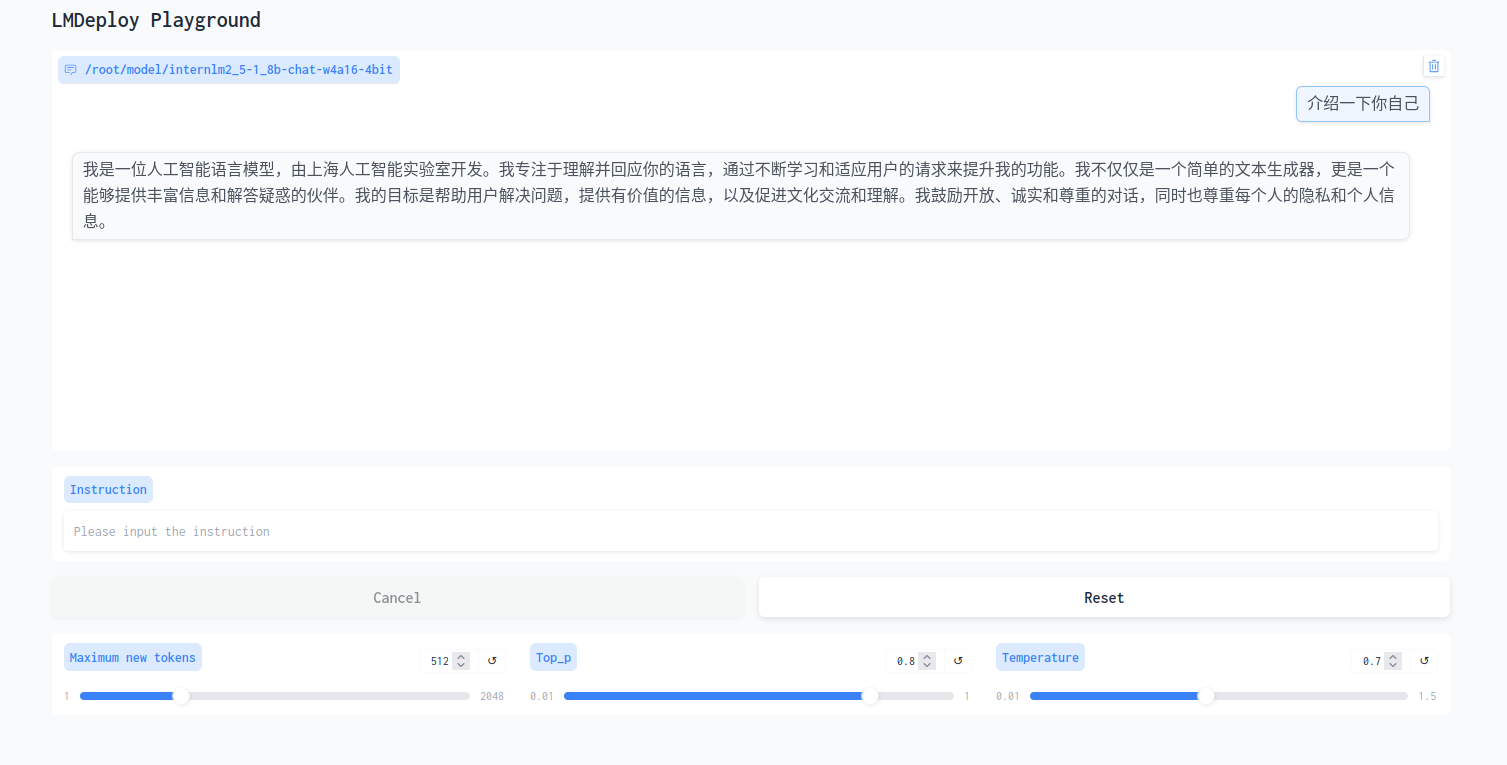 LMDeploy Playground
/root/model/internlm2_5-1_8b-chat-w4a16-4bit
介绍一下你自己
我是一位人工智能语言模型，由上海人工智能实验室开发。我专注于理解并回应你的语言，通过不断学习和适应用户的请求来提升我的功能。我不仅仅是一个简单的文本生成器，更是一个
能够提供丰富信息和解答疑惑的伙伴。我的目标是帮助用户解决问题，提供有价值的信息，以及促进文化交流和理解。我鼓励开放、诚实和尊重的对话，同时也尊重每个人的隐私和个人信
息。
Instruction
Please input the instruction
Cancel Reset
Maximum new tokens 512 ↺ Top_p 0.8 ↺ Temperature 0.7 ↺
1 2048 0.01 1 0.01 1.5